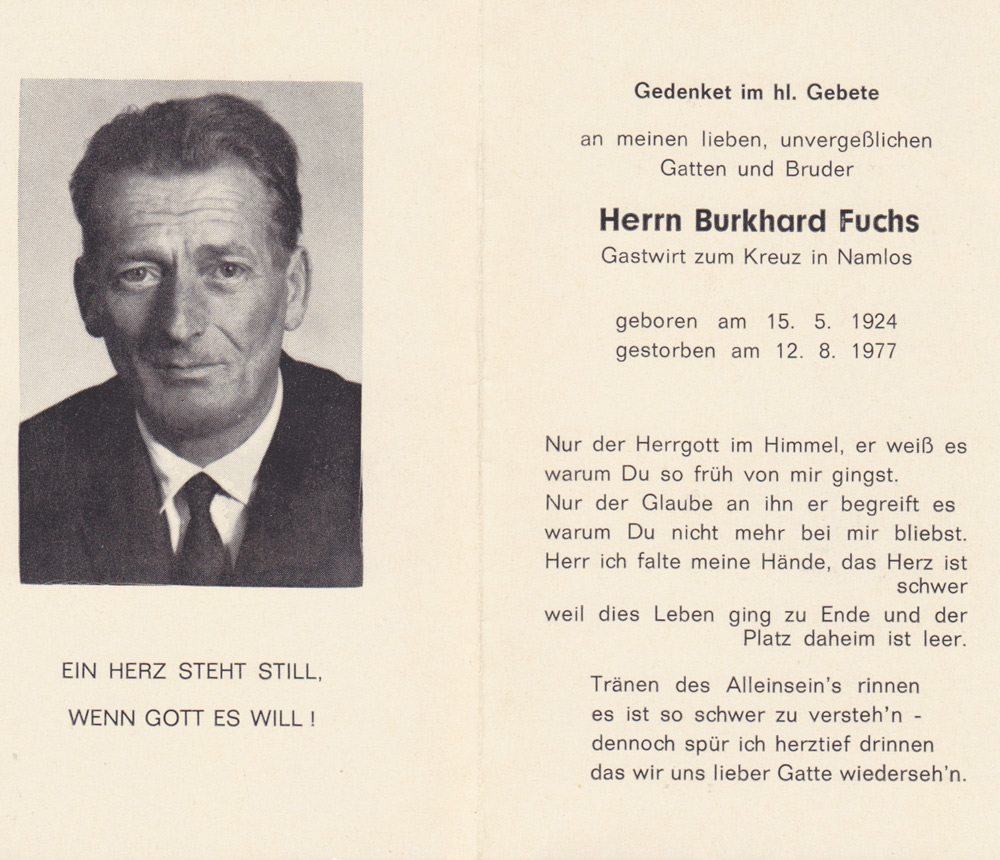 EIN HERZ STEHT STILL,
WENN GOTT ES WILL !
Gedenket im hl. Gebete
an meinen lieben, unvergeßlichen
Gatten und Bruder
Herrn Burkhard Fuchs
Gastwirt zum Kreuz in Namlos
geboren am 15. 5. 1924
gestorben am 12. 8. 1977
Nur der Herrgott im Himmel, er weiß es
warum Du so früh von mir gingst.
Nur der Glaube an ihn er begreift es
warum Du nicht mehr bei mir bliebst.
Herr ich falte meine Hände, das Herz ist
schwer
weil dies Leben ging zu Ende und der
Platz daheim ist leer.
Tränen des Alleinsein's rinnen
es ist so schwer zu versteh'n -
dennoch spür ich herztief drinnen
das wir uns lieber Gatte wiederseh'n.